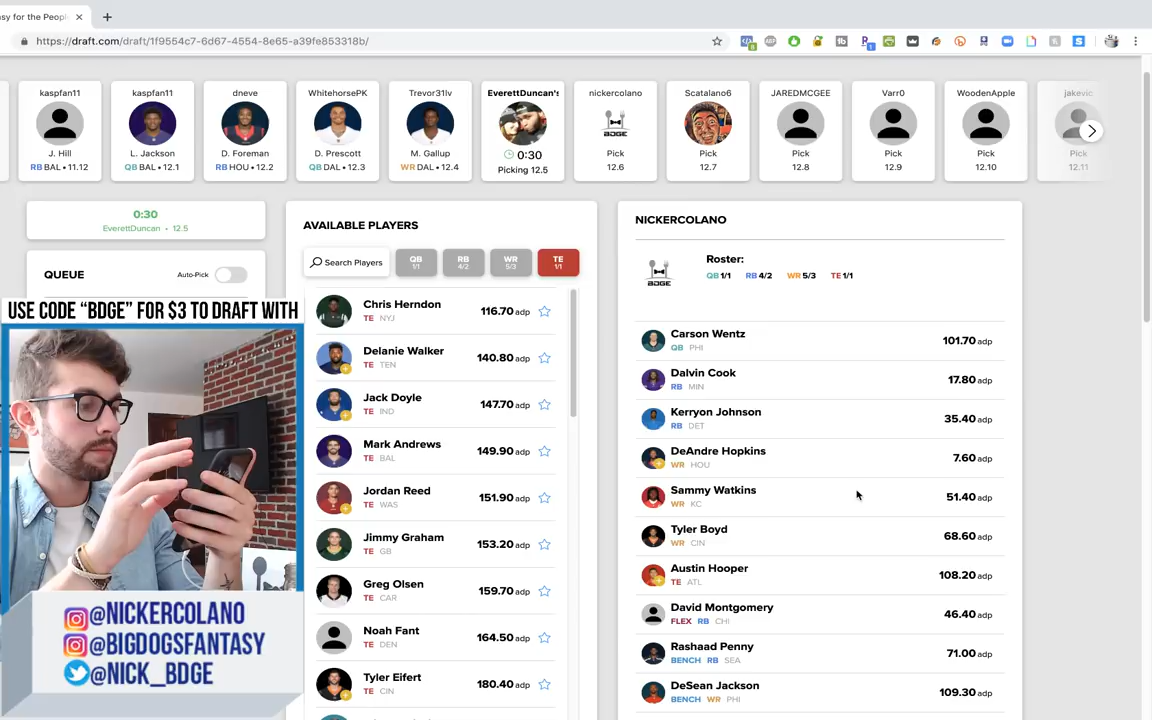 asy for the Peopl
https://draft.com/draft/1f9554c7-6d67-4554-8e65-a39fe853318b/
kaspfan11
J. Hill
RB BAL • 11.12
kaspfan11
L. Jackson
QB BAL • 12.1
dneve
D. Foreman
RB HOU • 12.2
WhitehorsePK
D. Prescott
QB DAL • 12.3
Trevor31lv
M. Gallup
WR DAL • 12.4
EverettDuncan's
0:30
Picking 12.5
nickercolano
BDGE
Pick
12.6
Scatalano6
Pick
12.7
JAREDMCGEE
Pick
12.8
Varr0
Pick
12.9
WoodenApple
Pick
12.10
jakevic
Pick
12.11
0:30
EverettDuncan • 12.5
QUEUE
Auto-Pick
USE CODE "BDGE" FOR $3 TO DRAFT WITH
@NICKERCOLANO
@BIGDOGSFANTASY
@NICK_BDGE
AVAILABLE PLAYERS
Search Players
QB
1/1
RB
4/2
WR
5/3
TE
1/1
Chris Herndon
TE NYJ
116.70 adp
Delanie Walker
TE TEN
140.80 adp
Jack Doyle
TE IND
147.70 adp
Mark Andrews
TE BAL
149.90 adp
Jordan Reed
TE WAS
151.90 adp
Jimmy Graham
TE GB
153.20 adp
Greg Olsen
TE CAR
159.70 adp
Noah Fant
TE DEN
164.50 adp
Tyler Eifert
TE CIN
180.40 adp
NICKERCOLANO
BDGE
Roster:
QB 1/1 RB 4/2 WR 5/3 TE 1/1
Carson Wentz
QB PHI
101.70 adp
Dalvin Cook
RB MIN
17.80 adp
Kerryon Johnson
RB DET
35.40 adp
DeAndre Hopkins
WR HOU
7.60 adp
Sammy Watkins
WR KC
51.40 adp
Tyler Boyd
WR CIN
68.60 adp
Austin Hooper
TE ATL
108.20 adp
David Montgomery
FLEX RB CHI
46.40 adp
Rashaad Penny
BENCH RB SEA
71.00 adp
DeSean Jackson
BENCH WR PHI
109.30 adp